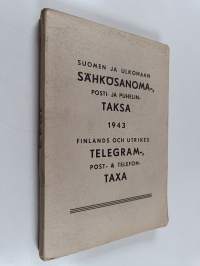 SUOMEN JA ULKOMAAN
SÄHKÖSANOMA-,
POSTI- JA PUHELIN-
TAKSA
1943
FINLANDS OCH UTRIKES
TELEGRAM-,
POST- & TELEFON-
TAXA